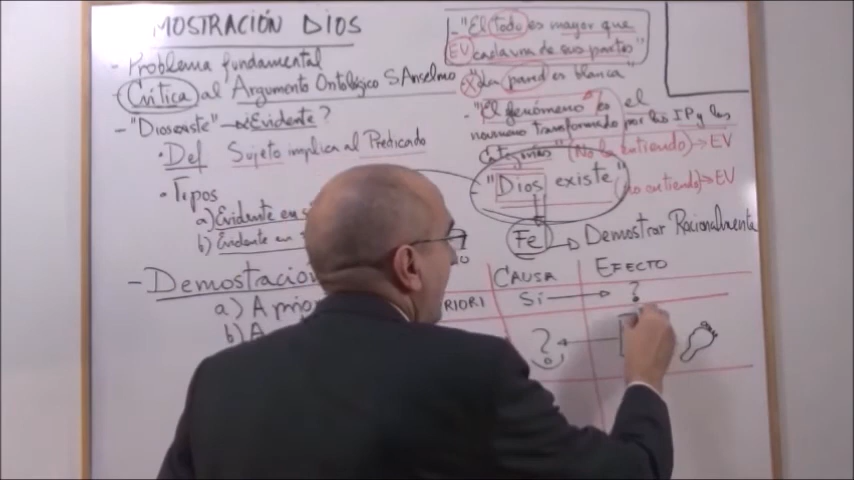 MOSTRACIÓN DIOS
- Problema fundamental
- Crítica al Argumento Ontológico S Anselmo
- "Dios existe" → ¿Evidente?
• Def Sujeto implica al Predicado
• Tipos
a) Evidente en
b) Evidente en
- Demostración
a) A priori
b) A
- "El todo es mayor que
EV cada una de sus partes"
X "La pared es blanca"
- "El fenómeno es el
noumeno transformado por las IP y las
Categorías" (No lo entiendo) → EV
"Dios existe" (no entiendo) → EV
Fe → Demostrar Racionalmente
CAUSA EFECTO
Sí → ?
RIORI
? ←